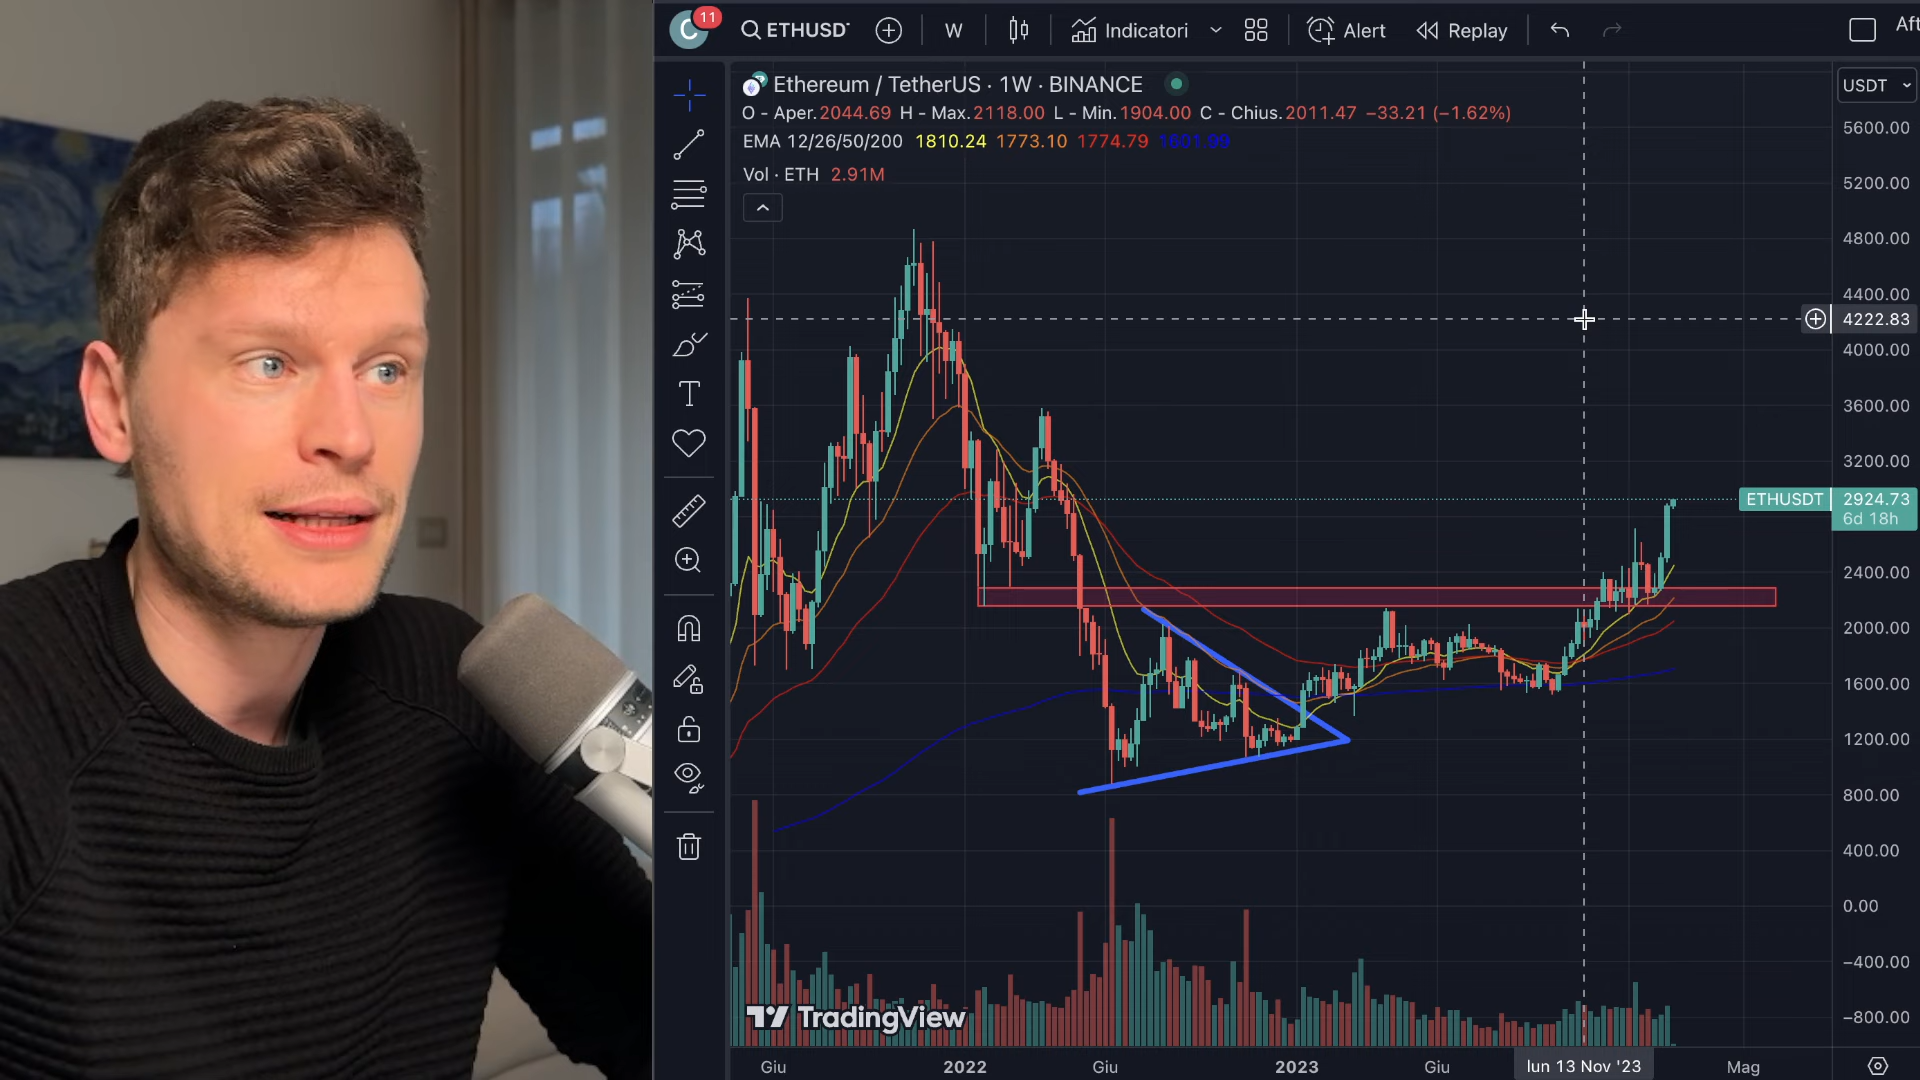 C 11 ETHUSDT W Indicatori Alert Replay
Ethereum / TetherUS · 1W · BINANCE USDT
O - Aper.2044.69 H - Max.2118.00 L - Min.1904.00 C - Chius.2011.47 −33.21 (−1.62%)
EMA 12/26/50/200 1810.24 1773.10 1774.79 1601.99
Vol · ETH 2.91M
5600.00
5200.00
4800.00
4400.00
4222.83
4000.00
3600.00
3200.00
ETHUSDT 2924.73
6d 18h
2400.00
2000.00
1600.00
1200.00
800.00
400.00
0.00
−400.00
−800.00
TradingView
Giu 2022 Giu 2023 Giu lun 13 Nov '23 Mag